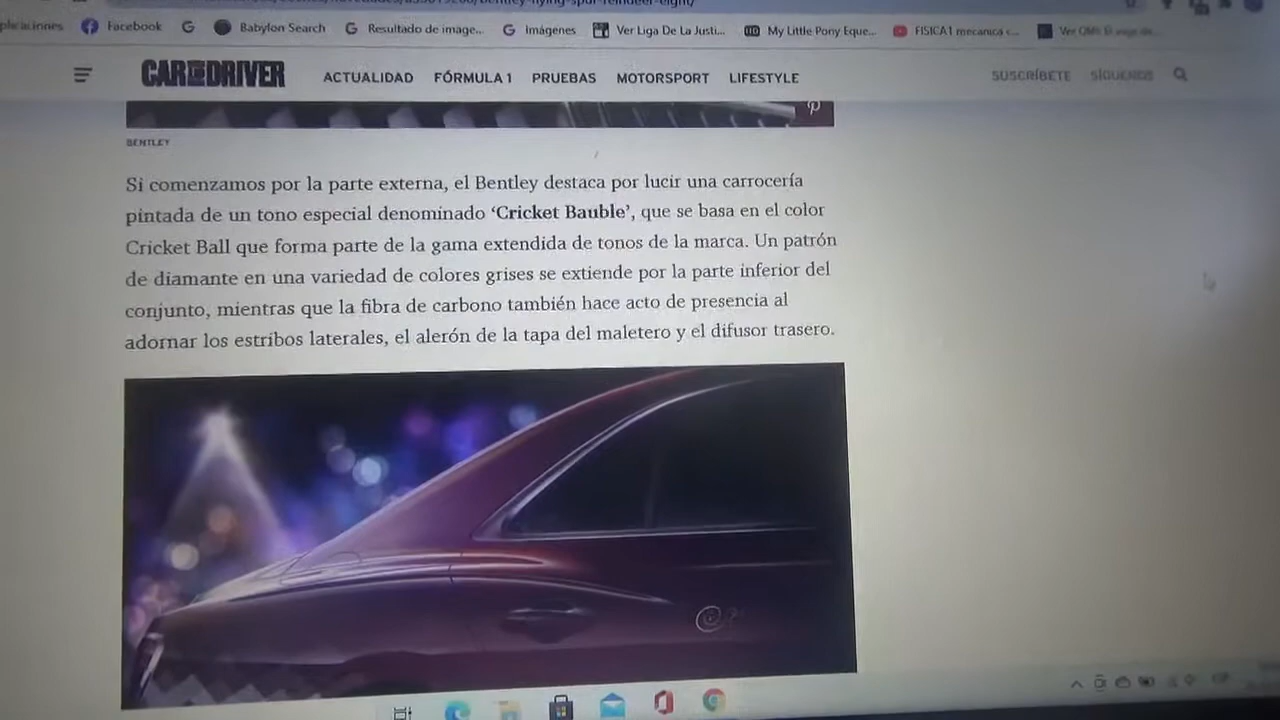 Facebook
Babylon Search
Resultado de image...
Imágenes
Ver Liga De La Justi...
My Little Pony Eque...
FISICA1 mecanica c...
CAR AND DRIVER
ACTUALIDAD
FÓRMULA 1
PRUEBAS
MOTORSPORT
LIFESTYLE
SUSCRÍBETE
SÍGUENOS
BENTLEY
Si comenzamos por la parte externa, el Bentley destaca por lucir una carrocería
pintada de un tono especial denominado ‘Cricket Bauble’, que se basa en el color
Cricket Ball que forma parte de la gama extendida de tonos de la marca. Un patrón
de diamante en una variedad de colores grises se extiende por la parte inferior del
conjunto, mientras que la fibra de carbono también hace acto de presencia al
adornar los estribos laterales, el alerón de la tapa del maletero y el difusor trasero.